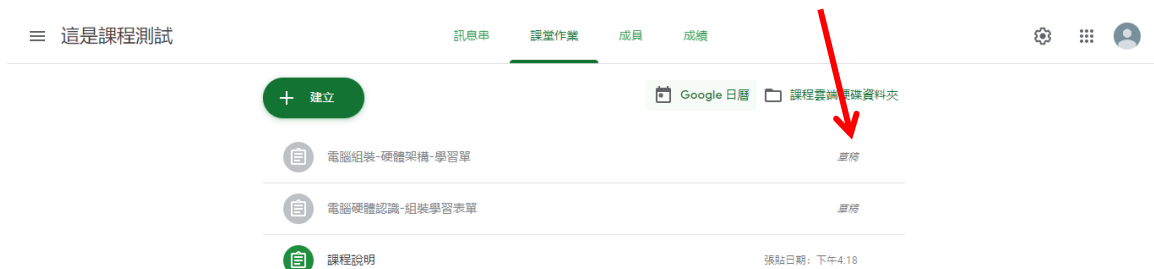 這是課程測試
訊息串 課堂作業 成員 成績
建立
Google 日曆 課程雲端硬碟資料夾
電腦組裝-硬體架構-學習單 草稿
電腦硬體認識-組裝學習表單 草稿
課程說明 張貼日期：下午4:18